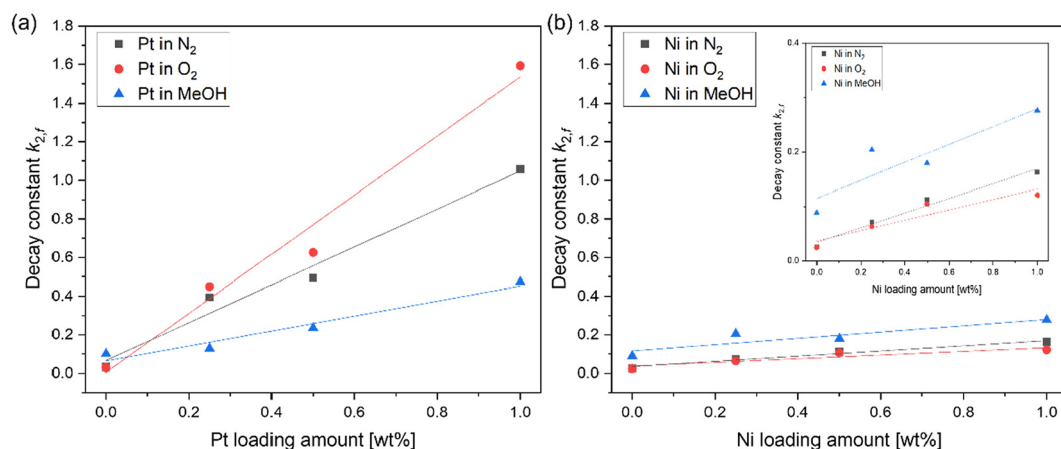 (a)
1.8
1.6
1.4
1.2
1.0
0.8
0.6
0.4
0.2
0.0
Decay constant k2,f
Pt in N2
Pt in O2
Pt in MeOH
0.0 0.2 0.4 0.6 0.8 1.0
Pt loading amount [wt%]
(b)
1.8
1.6
1.4
1.2
1.0
0.8
0.6
0.4
0.2
0.0
Decay constant k2,f
Ni in N2
Ni in O2
Ni in MeOH
0.0 0.2 0.4 0.6 0.8 1.0
Ni loading amount [wt%]
0.4
0.2
0.0
Decay constant k2,f
Ni in N2
Ni in O2
Ni in MeOH
0.0 0.2 0.4 0.6 0.8 1.0
Ni loading amount [wt%]